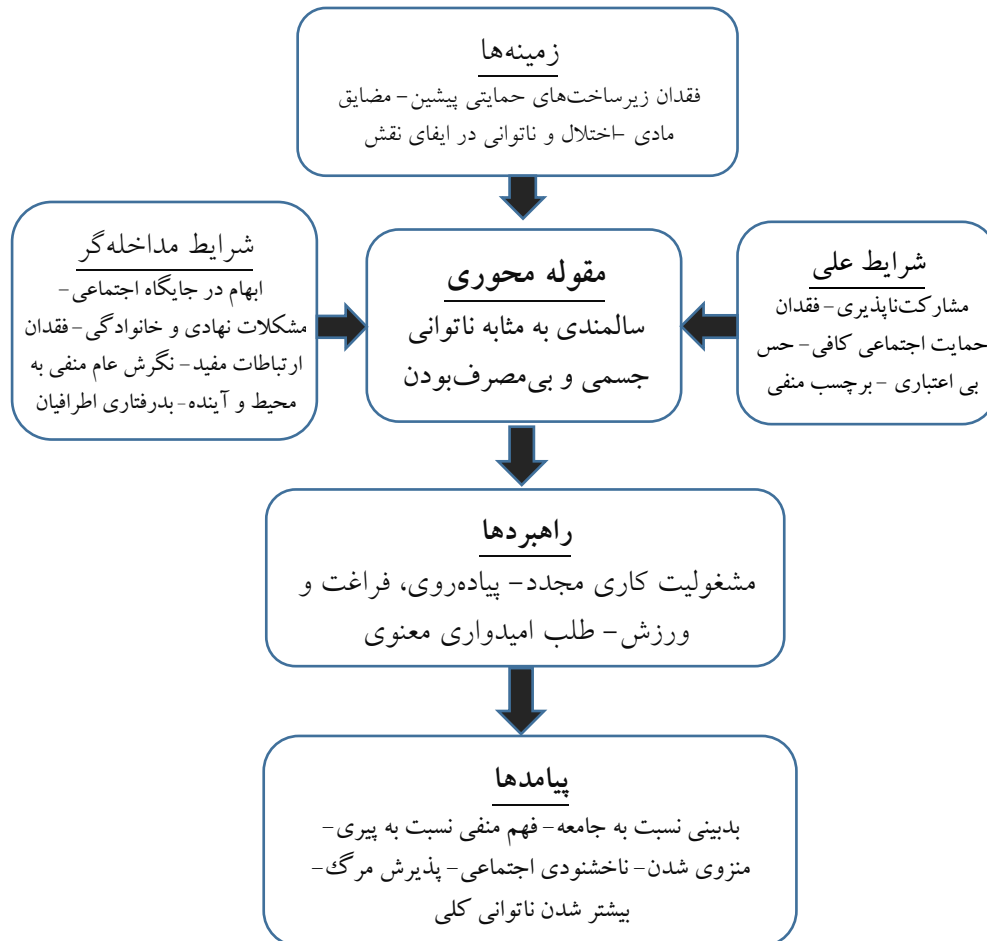 زمینه‌ها
فقدان زیرساخت‌های حمایتی پیشین- مضایق
مادی -اختلال و ناتوانی در ایفای نقش
شرایط علی
مشارکت‌ناپذیری- فقدان
حمایت اجتماعی کافی- حس
بی اعتباری - برچسب منفی
مقوله محوری
سالمندی به مثابه ناتوانی
جسمی و بی‌مصرف‌بودن
شرایط مداخله‌گر
ابهام در جایگاه اجتماعی-
مشکلات نهادی و خانوادگی- فقدان
ارتباطات مفید- نگرش عام منفی به
محیط و آینده- بدرفتاری اطرافیان
راهبردها
مشغولیت کاری مجدد- پیاده‌روی، فراغت و
ورزش- طلب امیدواری معنوی
پیامدها
بدبینی نسبت به جامعه- فهم منفی نسبت به پیری-
منزوی شدن- ناخشنودی اجتماعی- پذیرش مرگ-
بیشتر شدن ناتوانی کلی